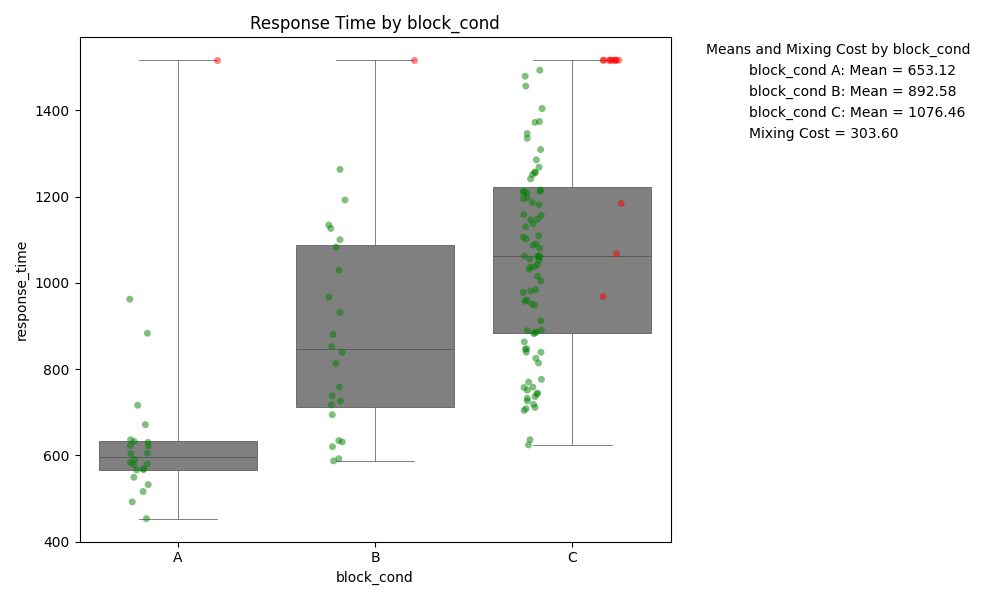 Response Time by block_cond
Means and Mixing Cost by block_cond
block_cond A: Mean = 653.12
block_cond B: Mean = 892.58
block_cond C: Mean = 1076.46
Mixing Cost = 303.60
response_time
1400
1200
1000
800
600
400
A
B
C
block_cond